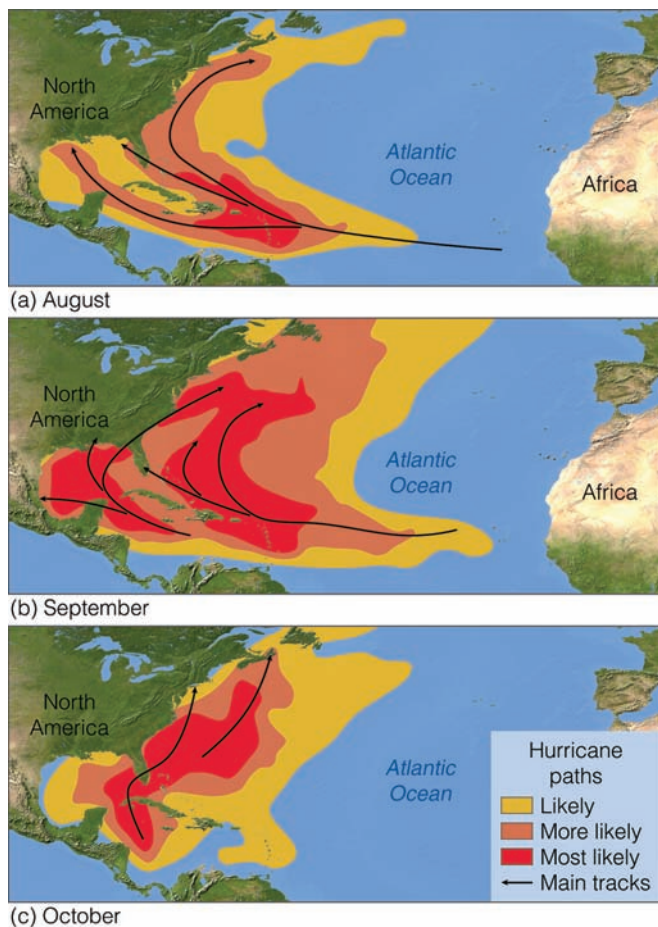 North
America
Atlantic
Ocean
Africa
(a) August
North
America
Atlantic
Ocean
Africa
(b) September
North
America
Atlantic
Ocean
Hurricane
paths
Likely
More likely
Most likely
Main tracks
(c) October